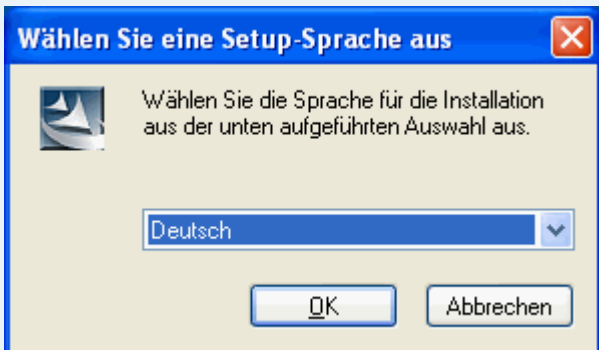 Wählen Sie eine Setup-Sprache aus
Wählen Sie die Sprache für die Installation
aus der unten aufgeführten Auswahl aus.
Deutsch
OK
Abbrechen